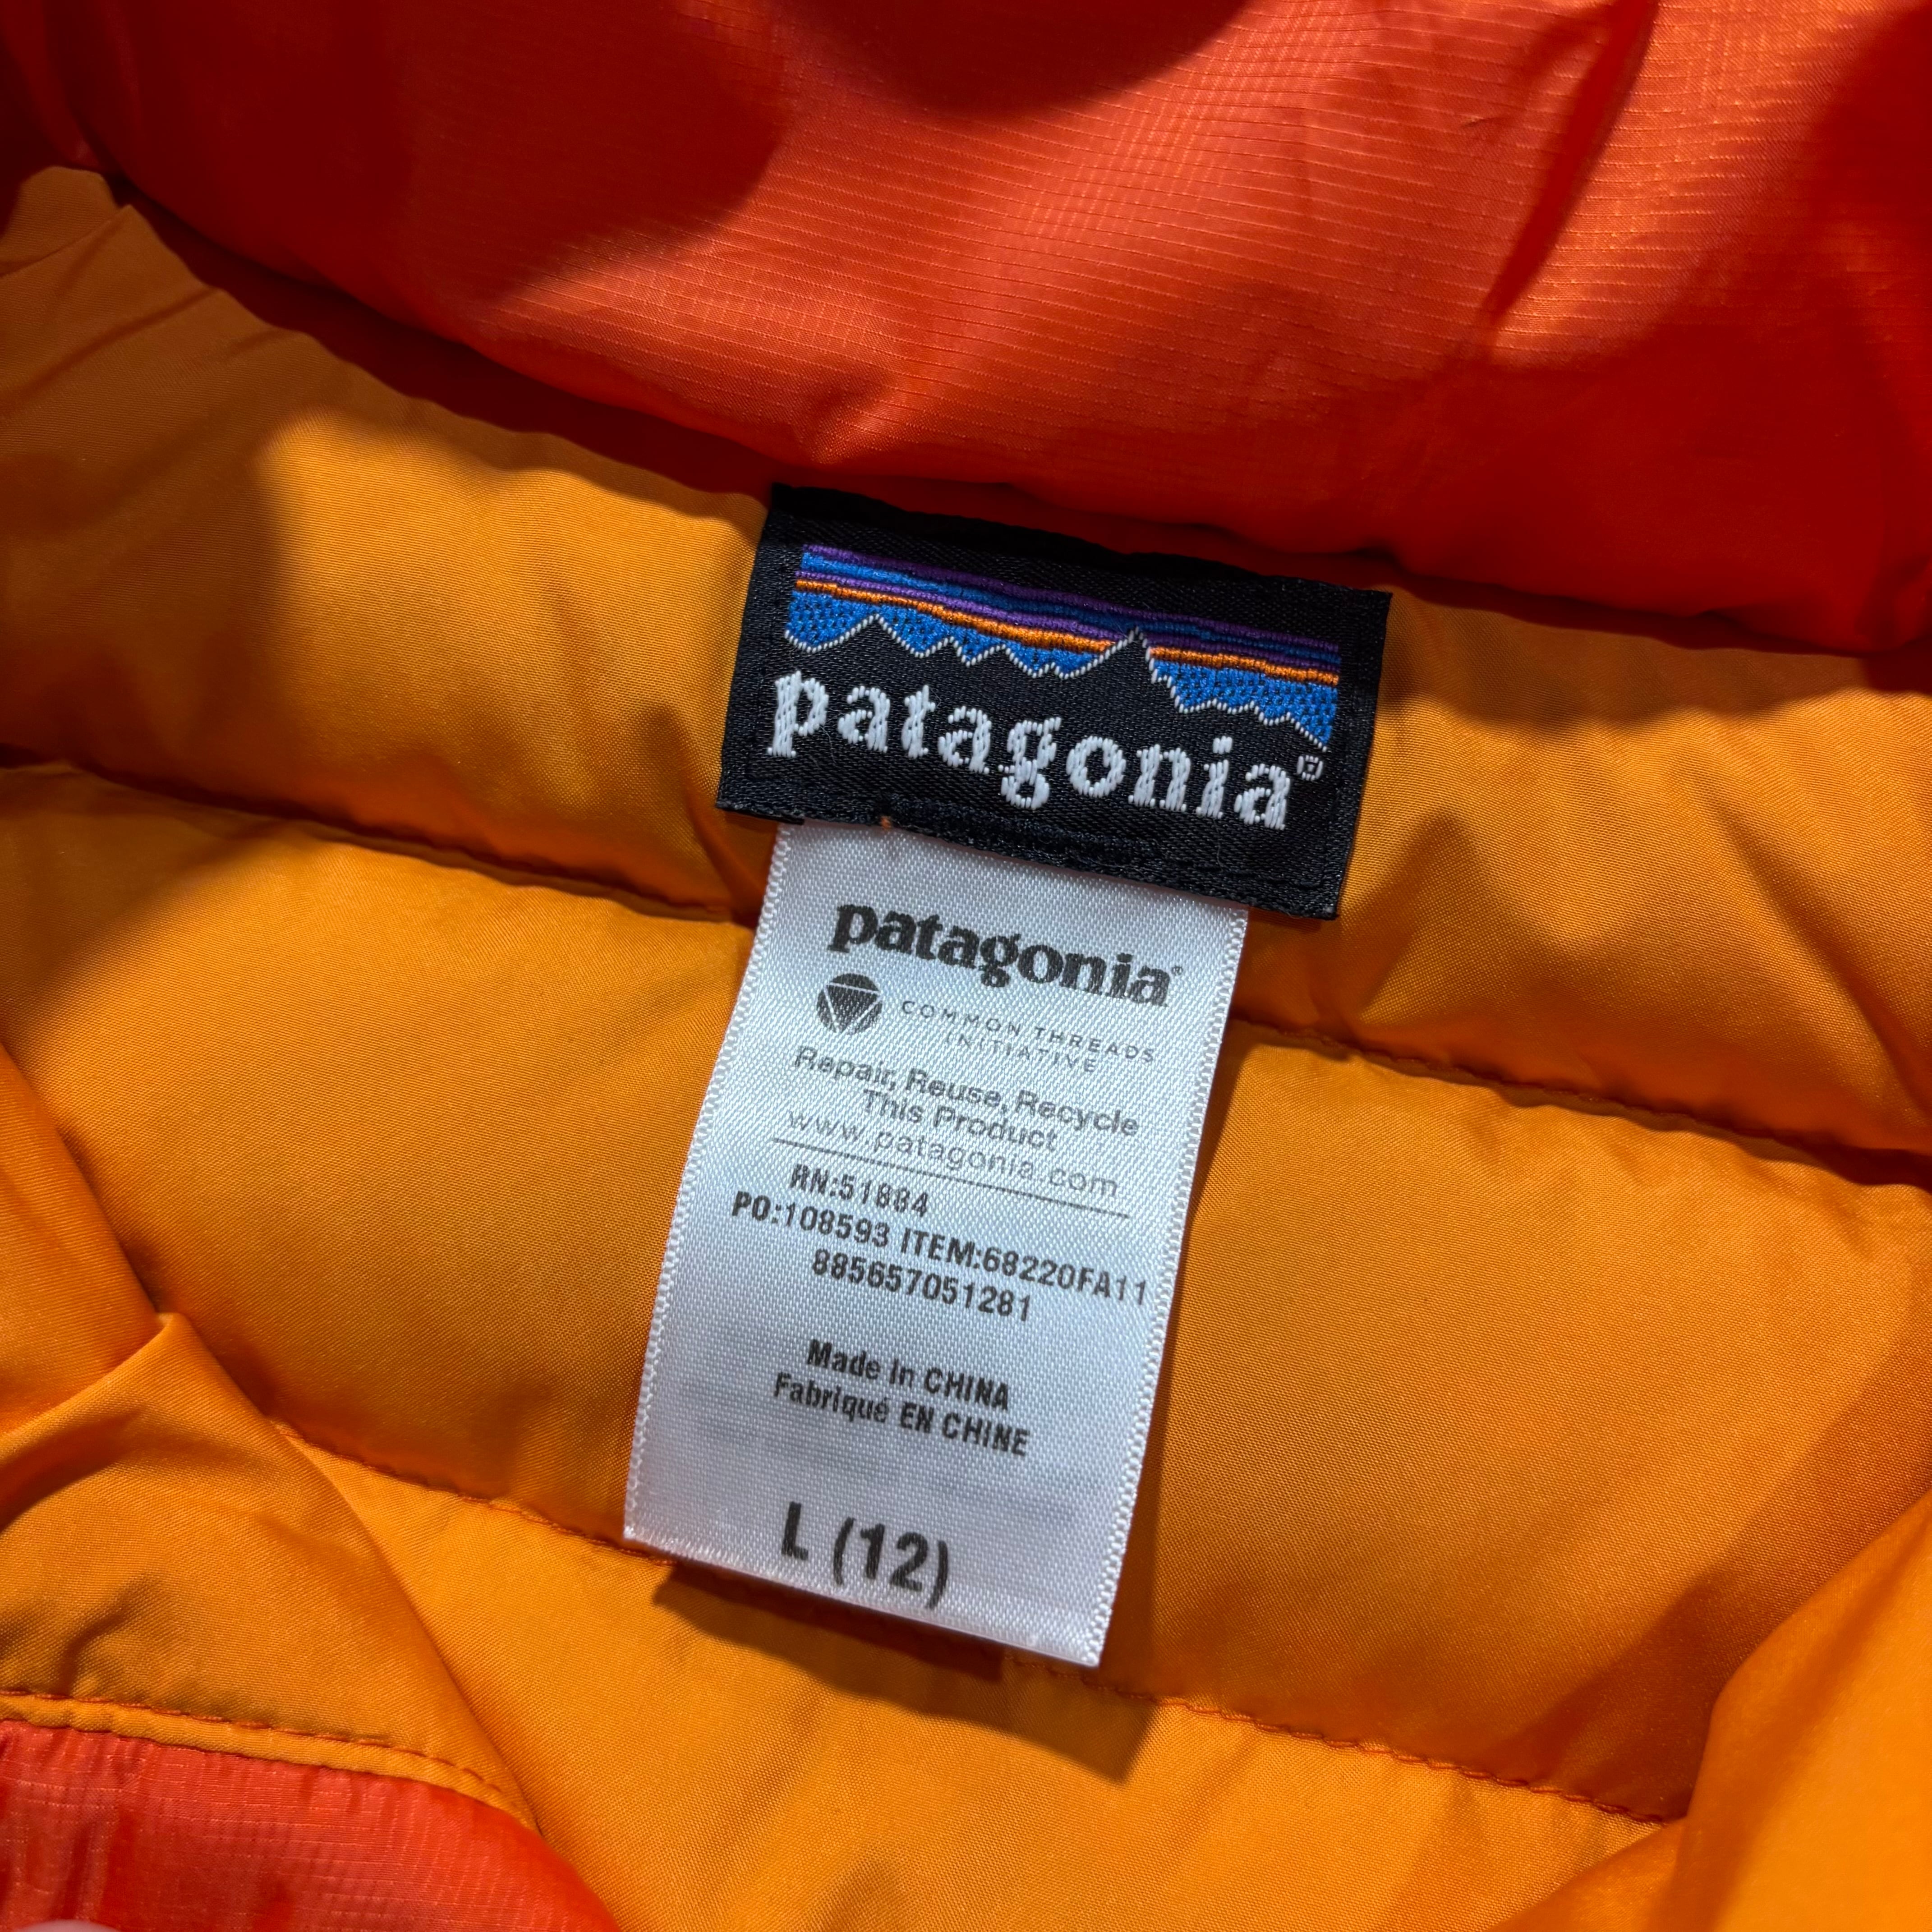 patagonia®
patagonia®
COMMON THREADS
INITIATIVE
Repair, Reuse, Recycle
This Product
www.patagonia.com
RN:51884
PO:108593 ITEM:68220FA11
885657051281
Made in CHINA
Fabriqué EN CHINE
L (12)